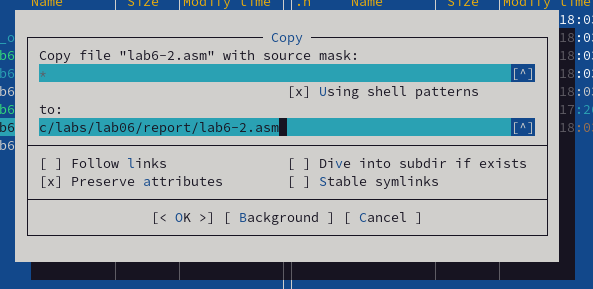 Name Size Modify time .n Name Size Modify time
Copy
Copy file "lab6-2.asm" with source mask:
* [^]
[x] Using shell patterns
to:
c/labs/lab06/report/lab6-2.asm [^]
[ ] Follow links [ ] Dive into subdir if exists
[x] Preserve attributes [ ] Stable symlinks
[< OK >] [ Background ] [ Cancel ]